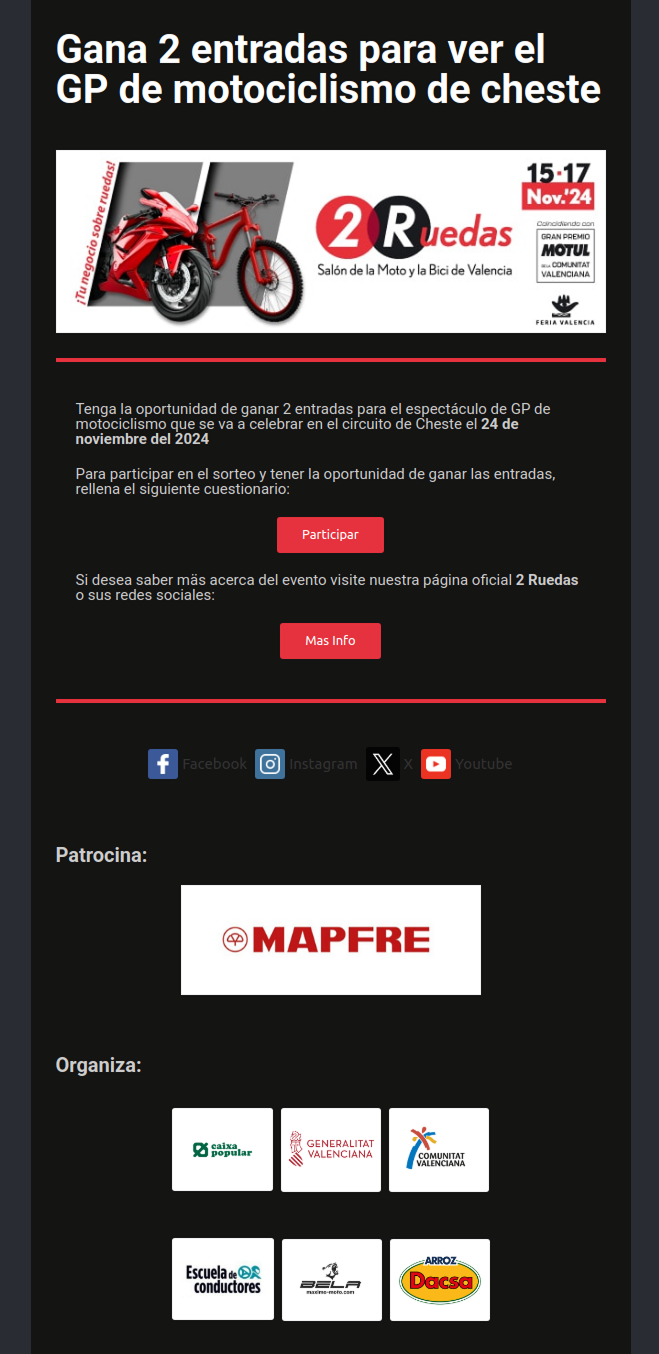 Gana 2 entradas para ver el
GP de motociclismo de cheste
¡Tu negocio sobre ruedas!
2 Ruedas
Salón de la Moto y la Bici de Valencia
15·17
Nov.'24
Coincidiendo con
GRAN PREMIO
MOTUL
DE LA COMUNITAT
VALENCIANA
FERIA VALENCIA
Tenga la oportunidad de ganar 2 entradas para el espectáculo de GP de
motociclismo que se va a celebrar en el circuito de Cheste el 24 de
noviembre del 2024
Para participar en el sorteo y tener la oportunidad de ganar las entradas,
rellena el siguiente cuestionario:
Participar
Si desea saber mäs acerca del evento visite nuestra página oficial 2 Ruedas
o sus redes sociales:
Mas Info
Facebook Instagram X Youtube
Patrocina:
MAPFRE
Organiza:
caixa
popular
GENERALITAT
VALENCIANA
COMUNITAT
VALENCIANA
Escuela de
conductores
BELA
maximo-moto.com
ARROZ
Dacsa